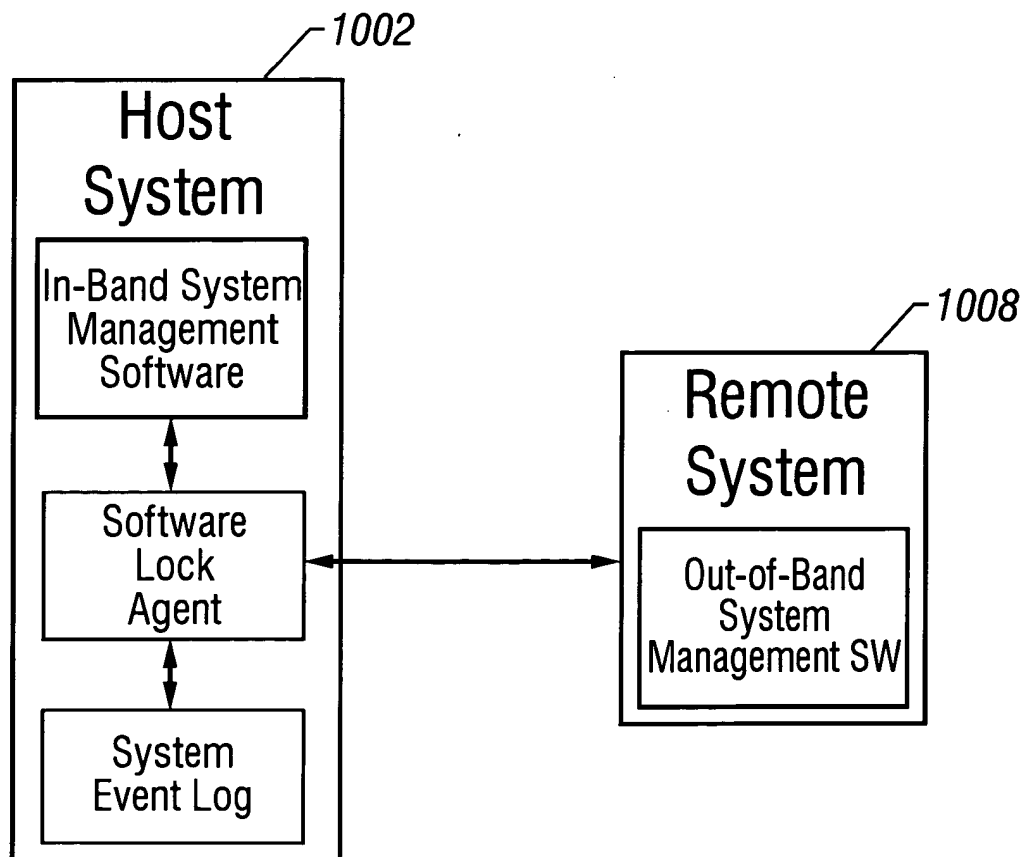 1002
Host
System
In-Band System
Management
Software
Software
Lock
Agent
System
Event Log
1008
Remote
System
Out-of-Band
System
Management SW